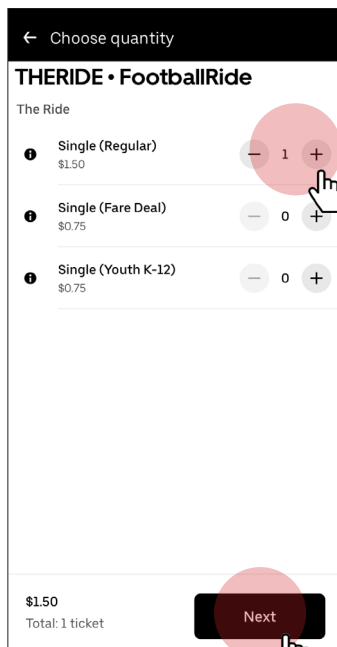 Choose quantity
THERIDE • FootballRide
The Ride
Single (Regular)
1
$1.50
Single (Fare Deal)
0
$0.75
Single (Youth K-12)
0
$0.75
$1.50
Total: 1 ticket
Next